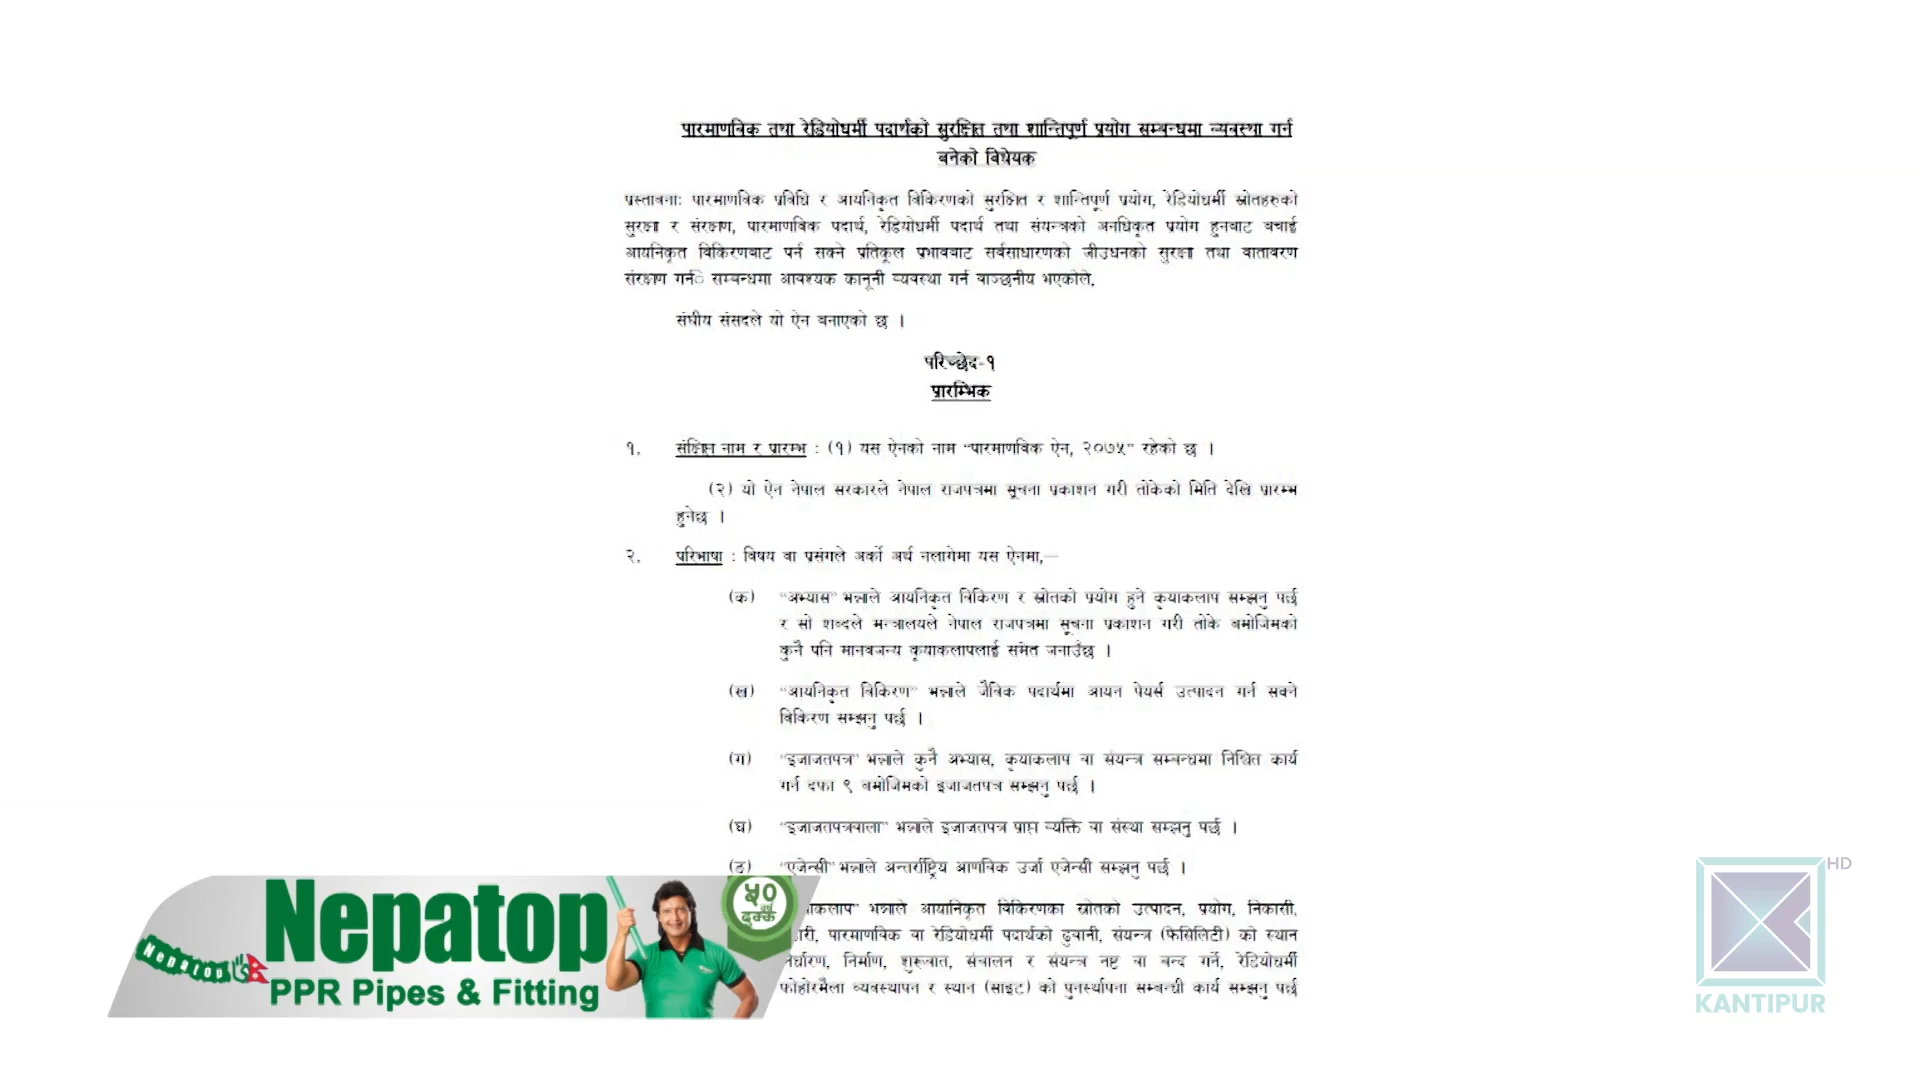 पारमाणविक तथा रेडियोधर्मी पदार्थको सुरक्षित तथा शान्तिपूर्ण प्रयोग सम्बन्धमा व्यवस्था गर्न
बनेको विधेयक
प्रस्तावनाः पारमाणविक प्रविधि र आयनिकृत विकिरणको सुरक्षित र शान्तिपूर्ण प्रयोग, रेडियोधर्मी स्रोतहरुको
सुरक्षा र संरक्षण, पारमाणविक पदार्थ, रेडियोधर्मी पदार्थ तथा संयन्त्रको अनधिकृत प्रयोग हुनबाट बचाई
आयनिकृत विकिरणबाट पर्न सक्ने प्रतिकूल प्रभावबाट सर्वसाधारणको जीउधनको सुरक्षा तथा वातावरण
संरक्षण गर्ने सम्बन्धमा आवश्यक कानूनी व्यवस्था गर्न वाञ्छनीय भएकोले,
संघीय संसदले यो ऐन बनाएको छ ।
परिच्छेद-१
प्रारम्भिक
१. संक्षिप्त नाम र प्रारम्भ : (१) यस ऐनको नाम "पारमाणविक ऐन, २०७५" रहेको छ ।
(२) यो ऐन नेपाल सरकारले नेपाल राजपत्रमा सूचना प्रकाशन गरी तोकेको मिति देखि प्रारम्भ
हुनेछ ।
२. परिभाषा : विषय वा प्रसंगले अर्को अर्थ नलागेमा यस ऐनमा,–
(क) "अभ्यास" भन्नाले आयनिकृत विकिरण र स्रोतको प्रयोग हुने कृयाकलाप सम्झनु पर्छ
र सो शब्दले मन्त्रालयले नेपाल राजपत्रमा सूचना प्रकाशन गरी तोके बमोजिमको
कुनै पनि मानवजन्य कृयाकलापलाई समेत जनाउँछ ।
(ख) "आयनिकृत विकिरण" भन्नाले जैविक पदार्थमा आयन पेयर्स उत्पादन गर्न सक्ने
विकिरण सम्झनु पर्छ ।
(ग) "इजाजतपत्र" भन्नाले कुनै अभ्यास, कृयाकलाप वा संयन्त्र सम्बन्धमा निश्चित कार्य
गर्न दफा ९ बमोजिमको इजाजतपत्र सम्झनु पर्छ ।
(घ) "इजाजतपत्रवाला" भन्नाले इजाजतपत्र प्राप्त व्यक्ति वा संस्था सम्झनु पर्छ ।
(ङ) "एजेन्सी" भन्नाले अन्तर्राष्ट्रिय आणविक उर्जा एजेन्सी सम्झनु पर्छ ।
भन्नाले आयानिकृत विकिरणका स्रोतको उत्पादन, प्रयोग, निकासी,
पारमाणविक वा रेडियोधर्मी पदार्थको ढुवानी, संयन्त्र (फेसिलिटी) को स्थान
निर्माण, शुरूवात, संचालन र संयन्त्र नष्ट वा बन्द गर्ने, रेडियोधर्मी
फोहोरमैला व्यवस्थापन र स्थान (साइट) को पुनर्स्थापना सम्बन्धी कार्य सम्झनु पर्छ
Nepatop
Nepatop
PPR Pipes & Fitting
५०
वर्ष
ढुक्क
HD
KANTIPUR